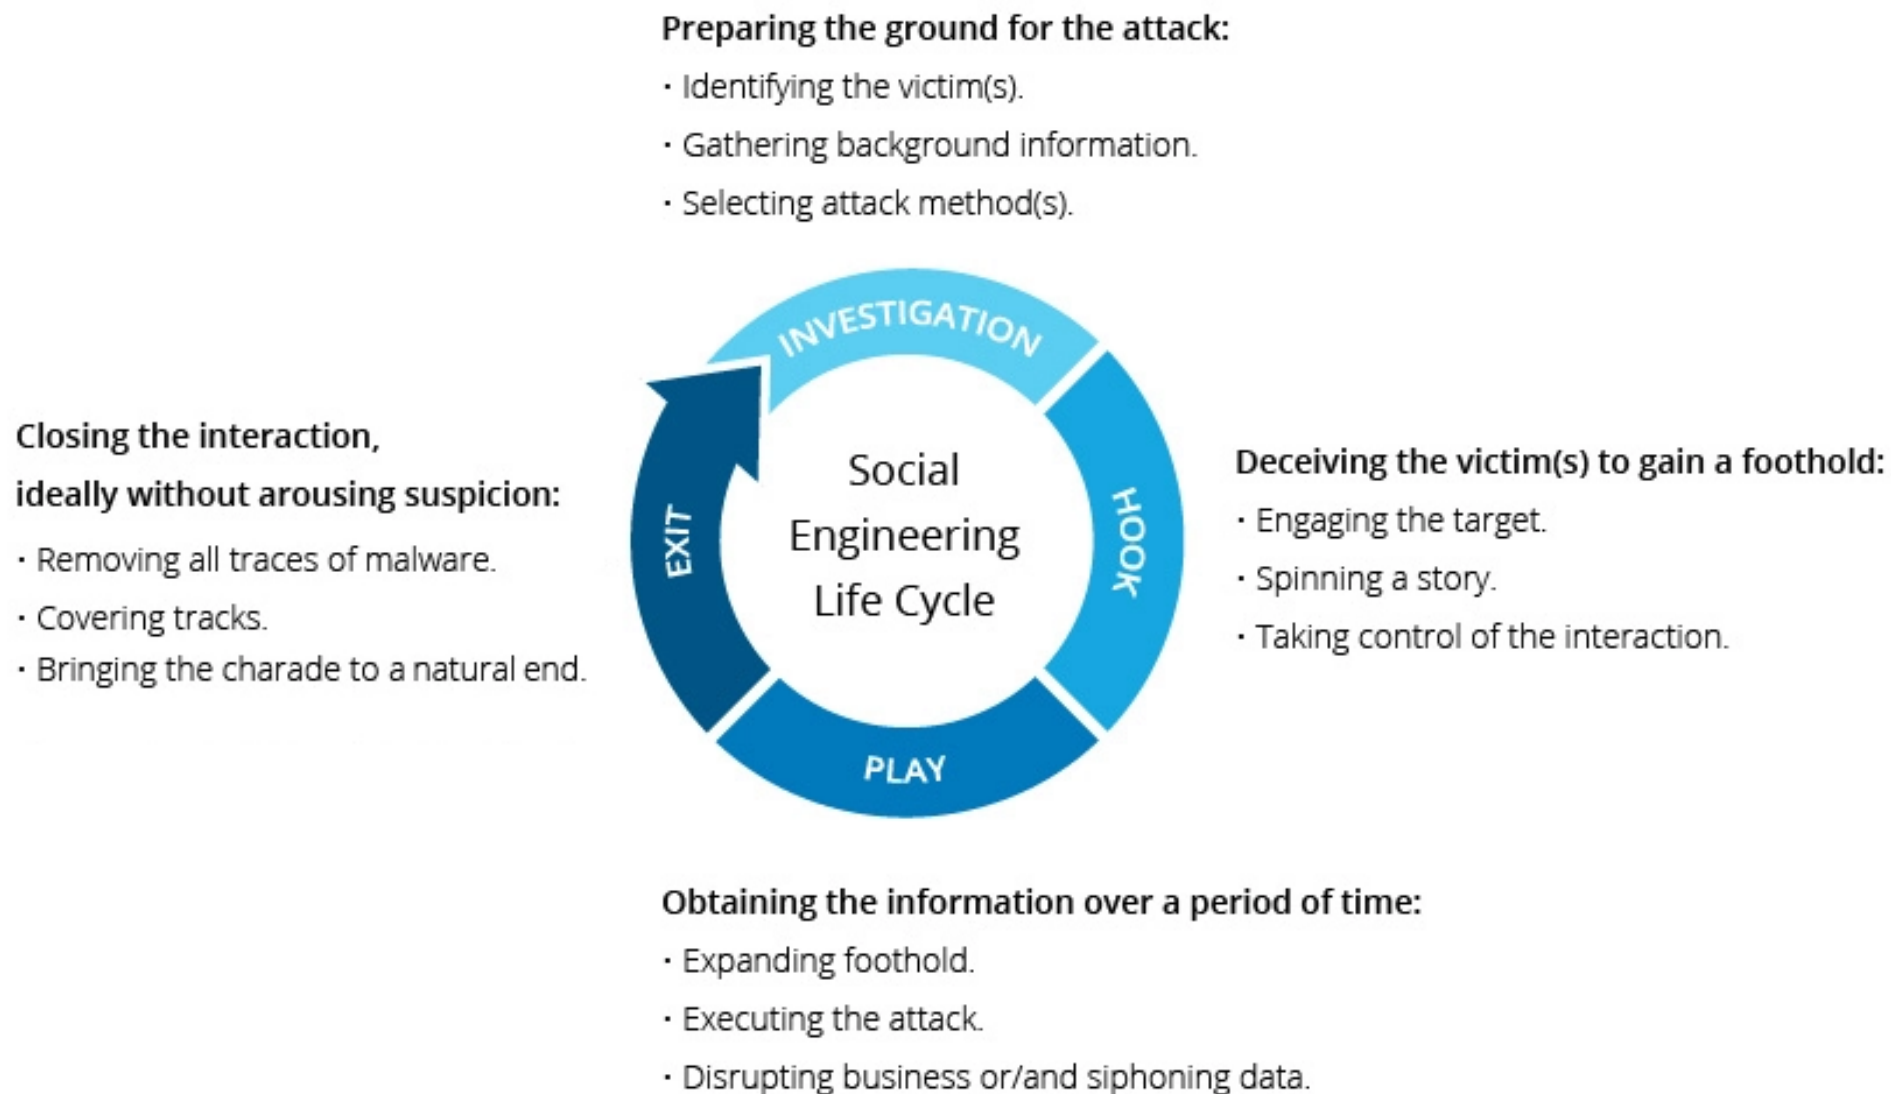 Preparing the ground for the attack:
· Identifying the victim(s).
· Gathering background information.
· Selecting attack method(s).
INVESTIGATION
HOOK
PLAY
EXIT
Social
Engineering
Life Cycle
Deceiving the victim(s) to gain a foothold:
· Engaging the target.
· Spinning a story.
· Taking control of the interaction.
Obtaining the information over a period of time:
· Expanding foothold.
· Executing the attack.
· Disrupting business or/and siphoning data.
Closing the interaction,
ideally without arousing suspicion:
· Removing all traces of malware.
· Covering tracks.
· Bringing the charade to a natural end.